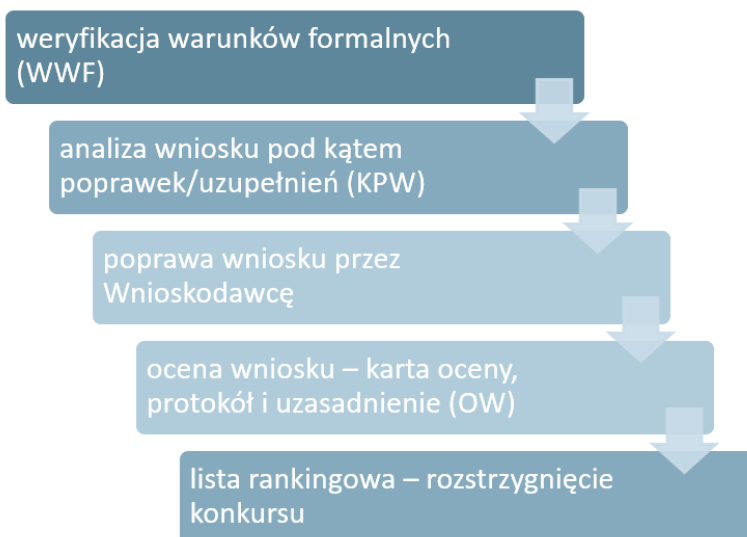 weryfikacja warunków formalnych
(WWF)
analiza wniosku pod kątem
poprawek/uzupełnień (KPW)
poprawa wniosku przez
Wnioskodawcę
ocena wniosku – karta oceny,
protokół i uzasadnienie (OW)
lista rankingowa – rozstrzygnięcie
konkursu